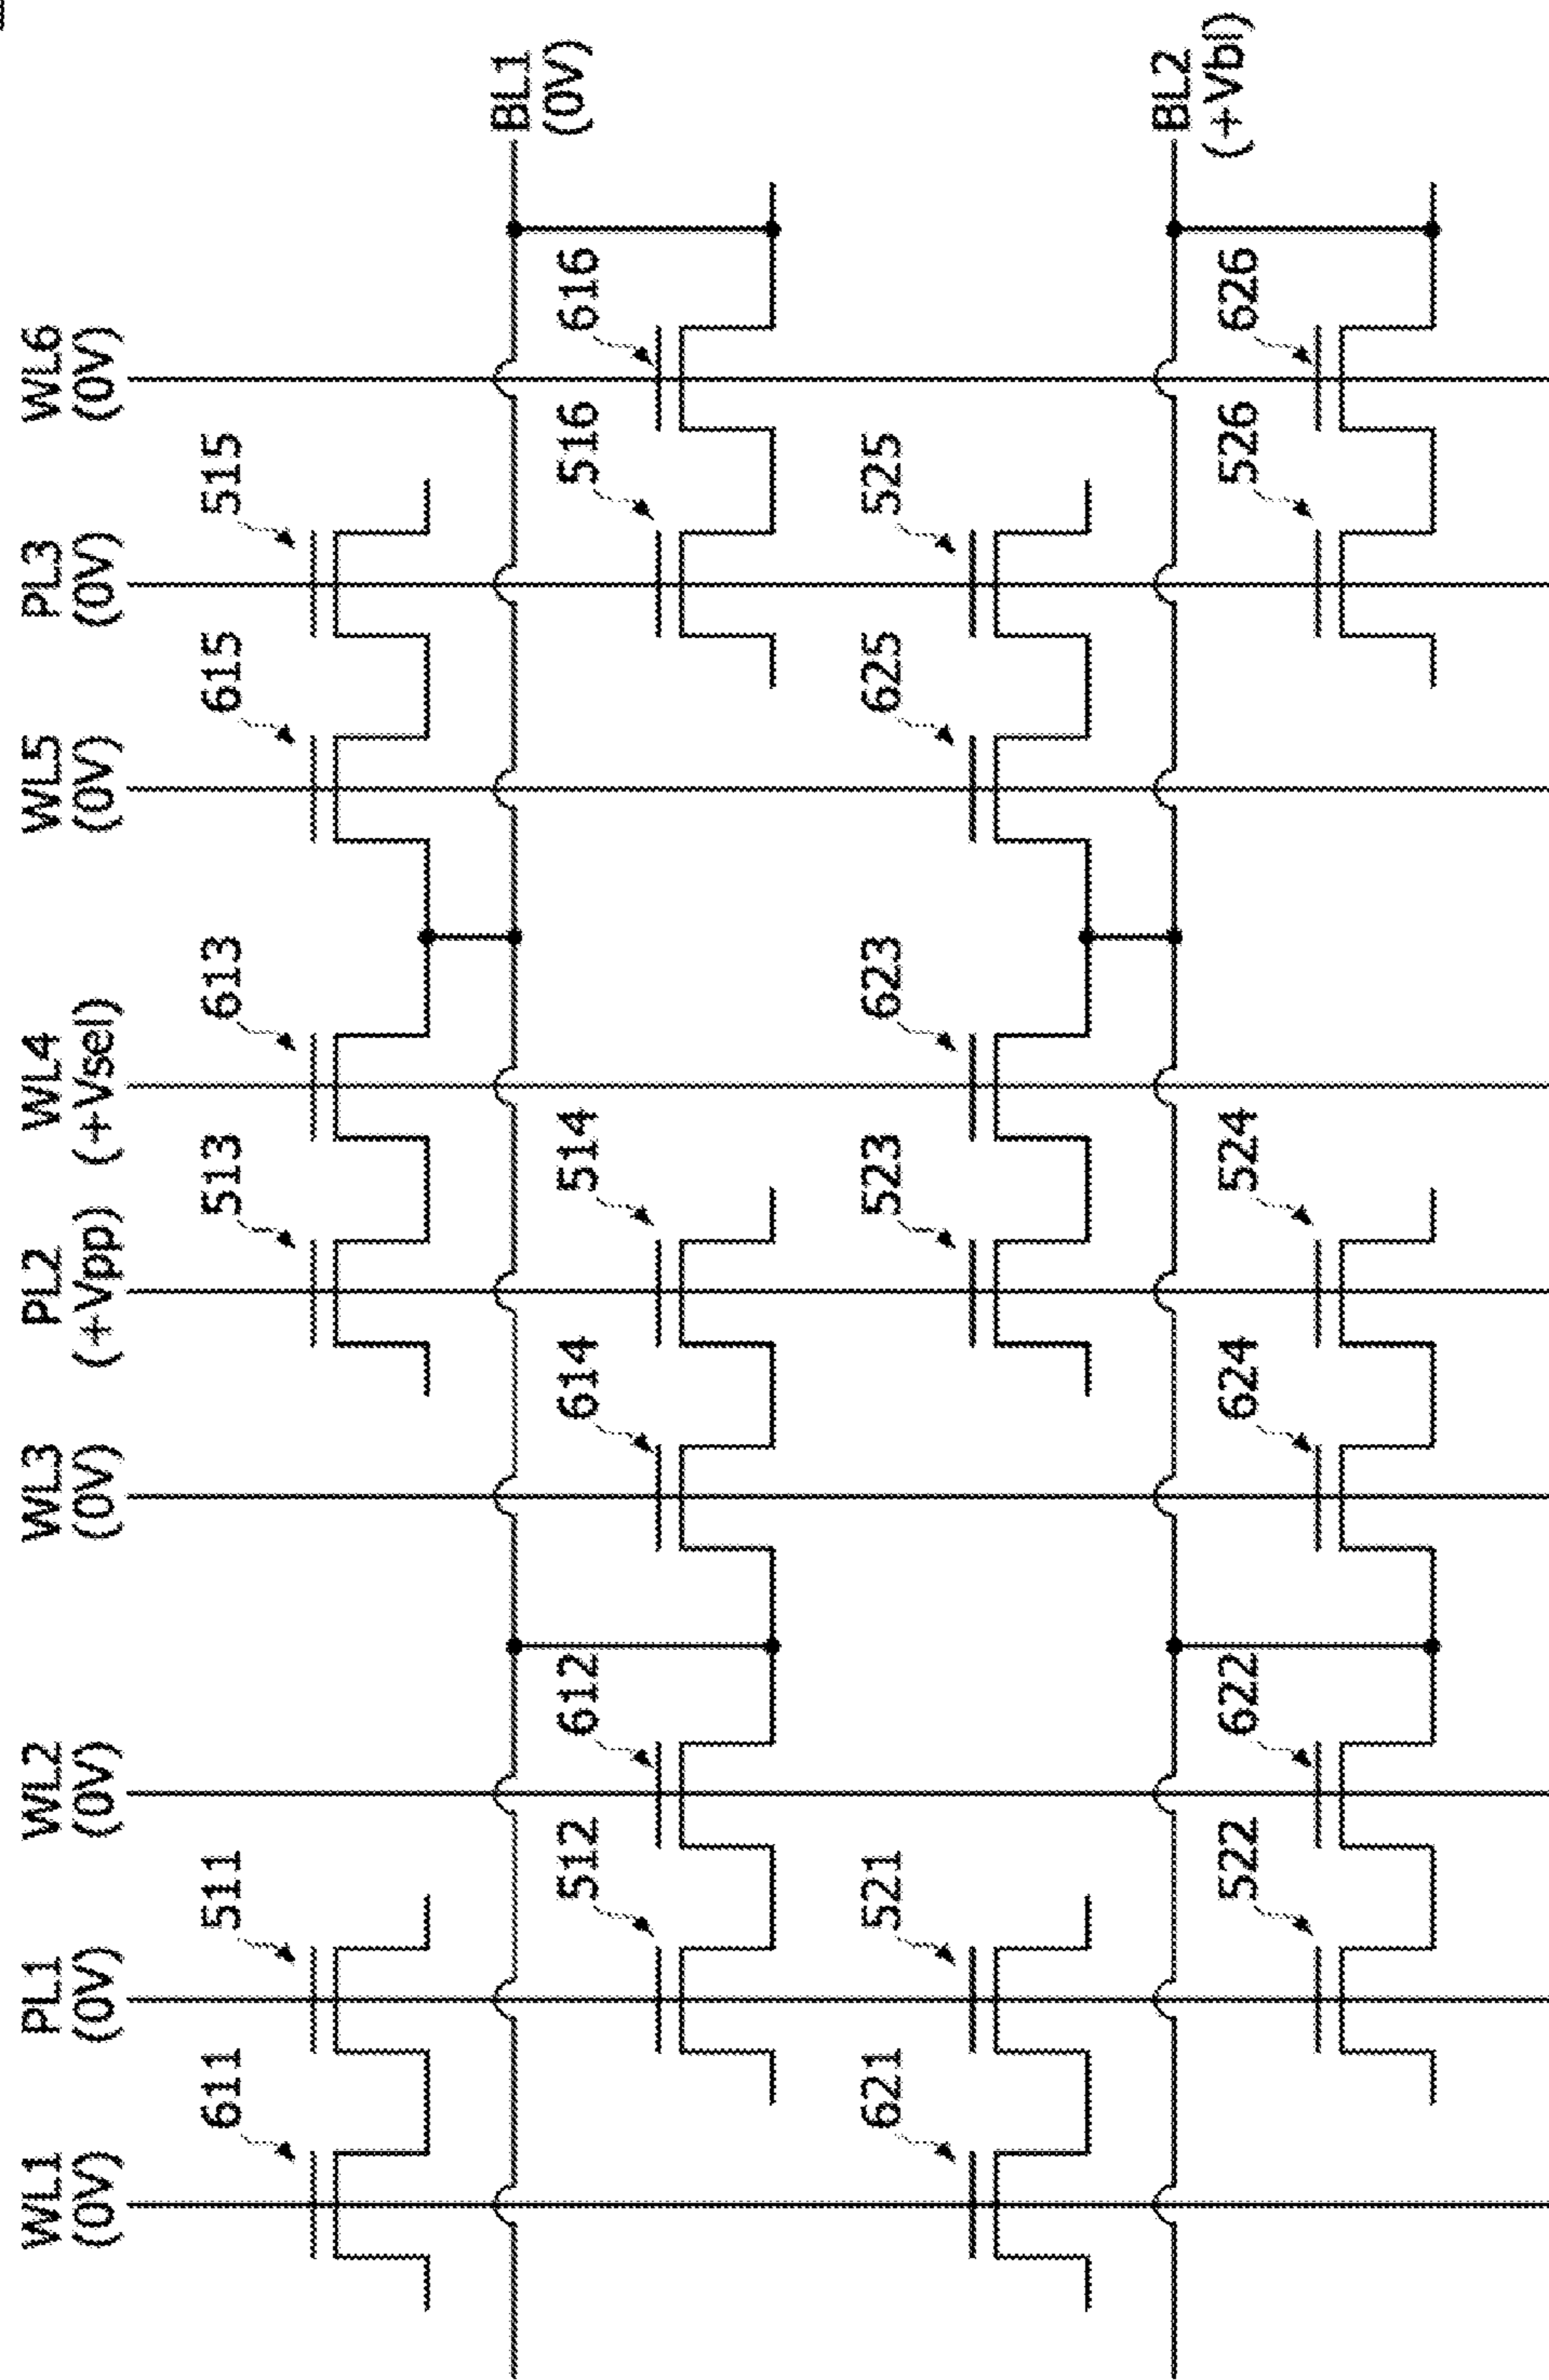 WL1
(0V)
PL1
(0V)
WL2
(0V)
WL3
(0V)
PL2
(+Vpp)
WL4
(+Vsel)
WL5
(0V)
PL3
(0V)
WL6
(0V)
611
511
513
613
615
515
BL1
(0V)
512
612
614
514
516
616
621
521
523
623
625
525
BL2
(+Vbl)
522
622
624
524
526
626